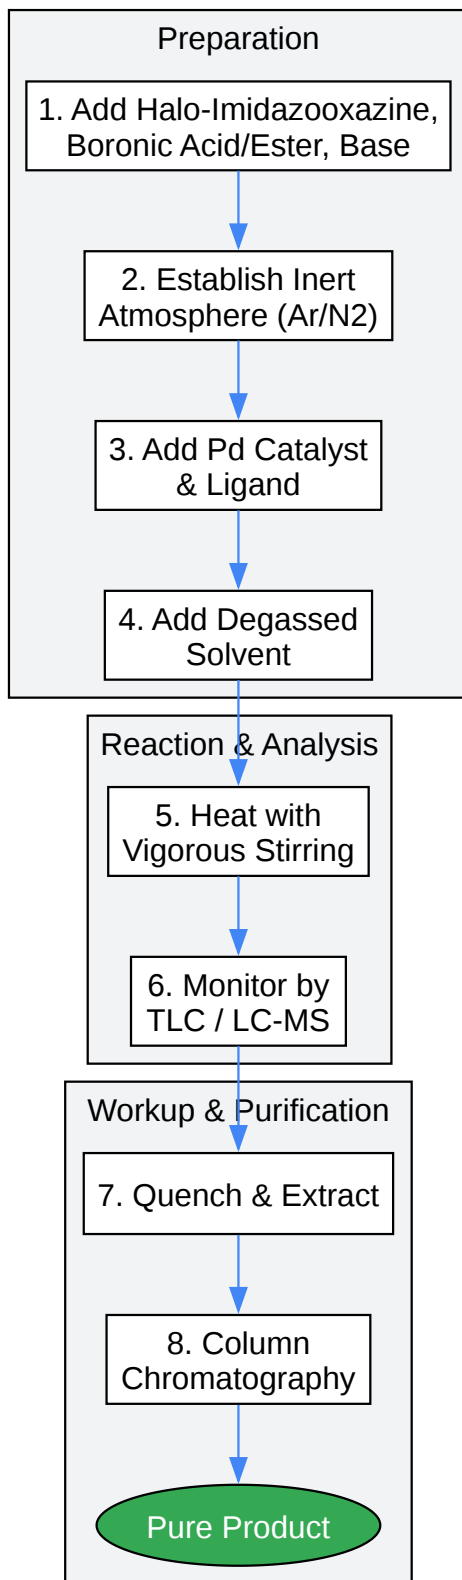 Preparation
1. Add Halo-Imidazooxazine,
Boronic Acid/Ester, Base
2. Establish Inert
Atmosphere (Ar/N2)
3. Add Pd Catalyst
& Ligand
4. Add Degassed
Solvent
Reaction & Analysis
5. Heat with
Vigorous Stirring
6. Monitor by
TLC / LC-MS
Workup & Purification
7. Quench & Extract
8. Column
Chromatography
Pure Product